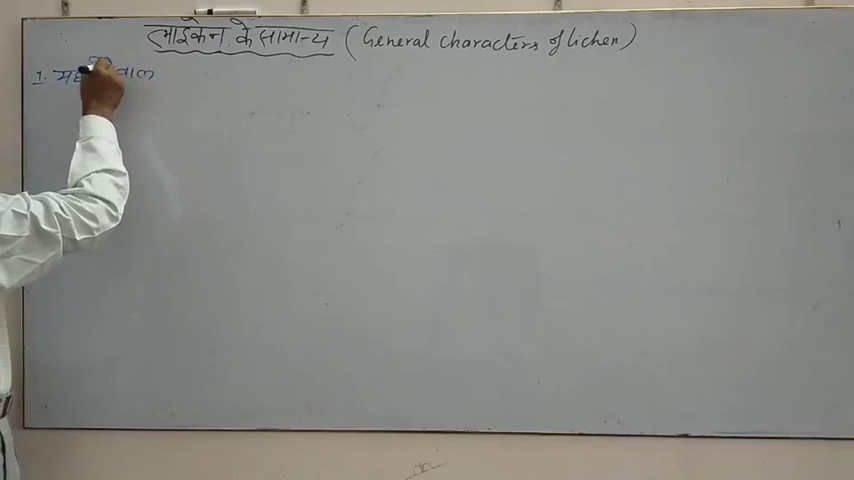 लाइकेन के सामान्य (General characters of lichen)
1.